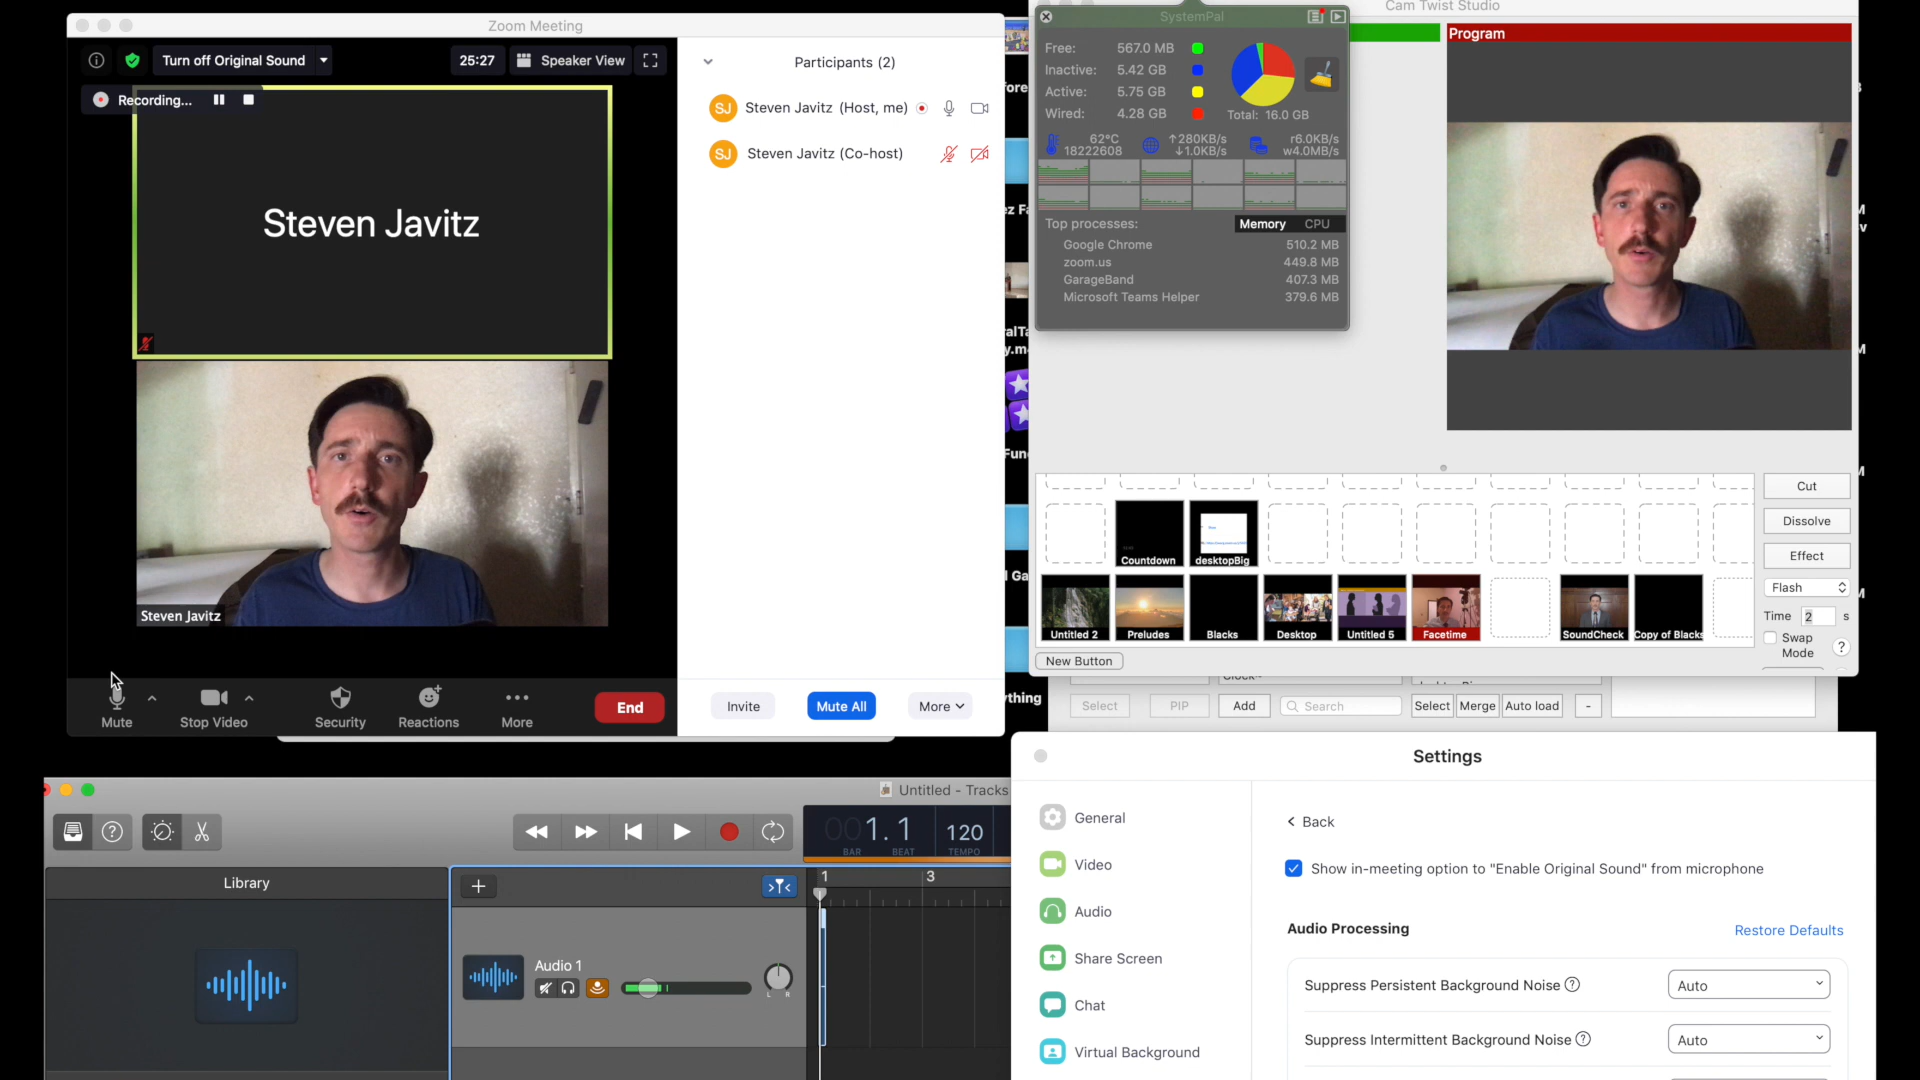 Zoom Meeting
Turn off Original Sound
25:27
Speaker View
Recording...
Steven Javitz
Steven Javitz
Mute
Stop Video
Security
Reactions
More
End
Participants (2)
SJ Steven Javitz (Host, me)
SJ Steven Javitz (Co-host)
Invite
Mute All
More
ez Fa
y.m
Fun
l Ga
thing
SystemPal
Free: 567.0 MB
Inactive: 5.42 GB
Active: 5.75 GB
Wired: 4.28 GB
Total: 16.0 GB
62°C
18222608
↑280KB/s
↓1.0KB/s
r6.0KB/s
w4.0MB/s
Top processes:
Memory CPU
Google Chrome 510.2 MB
zoom.us 449.8 MB
GarageBand 407.3 MB
Microsoft Teams Helper 379.6 MB
Cam Twist Studio
Program
Countdown
desktopBig
Untitled 2
Preludes
Blacks
Desktop
Untitled 5
Facetime
SoundCheck
Copy of Blacks
New Button
Cut
Dissolve
Effect
Flash
Time 2 s
Swap
Mode
?
Select
PIP
Add
Search
Select
Merge
Auto load
-
Untitled - Tracks
001. 1
BAR BEAT
120
TEMPO
Library
1
3
Audio 1
L R
Settings
General
Video
Audio
Share Screen
Chat
Virtual Background
< Back
Show in-meeting option to "Enable Original Sound" from microphone
Audio Processing
Restore Defaults
Suppress Persistent Background Noise ?
Auto
Suppress Intermittent Background Noise ?
Auto